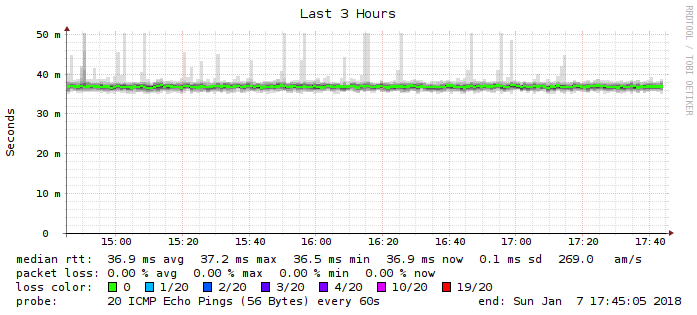 Last 3 Hours
RRDTOOL / TOBI OETIKER
Seconds
50 m
40 m
30 m
20 m
10 m
0
15:00 15:20 15:40 16:00 16:20 16:40 17:00 17:20 17:40
median rtt: 36.9 ms avg 37.2 ms max 36.5 ms min 36.9 ms now 0.1 ms sd 269.0 am/s
packet loss: 0.00 % avg 0.00 % max 0.00 % min 0.00 % now
loss color: 0 1/20 2/20 3/20 4/20 10/20 19/20
probe: 20 ICMP Echo Pings (56 Bytes) every 60s end: Sun Jan 7 17:45:05 2018